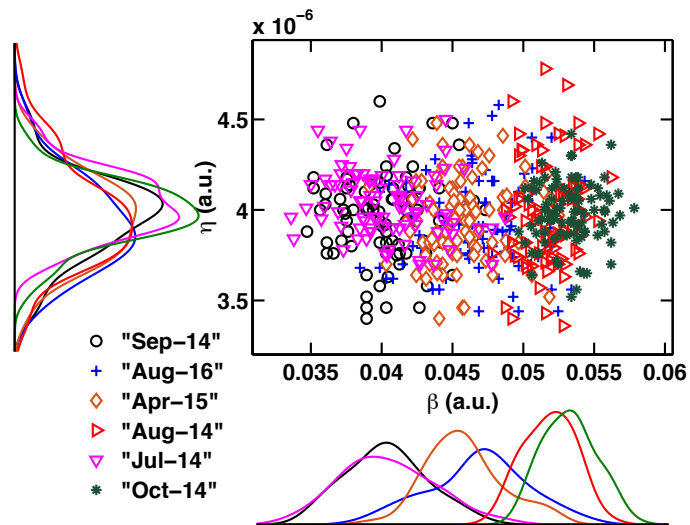 x 10⁻⁶
4.5
4
3.5
η (a.u.)
0.035 0.04 0.045 0.05 0.055 0.06
β (a.u.)
"Sep−14"
"Aug−16"
"Apr−15"
"Aug−14"
"Jul−14"
"Oct−14"